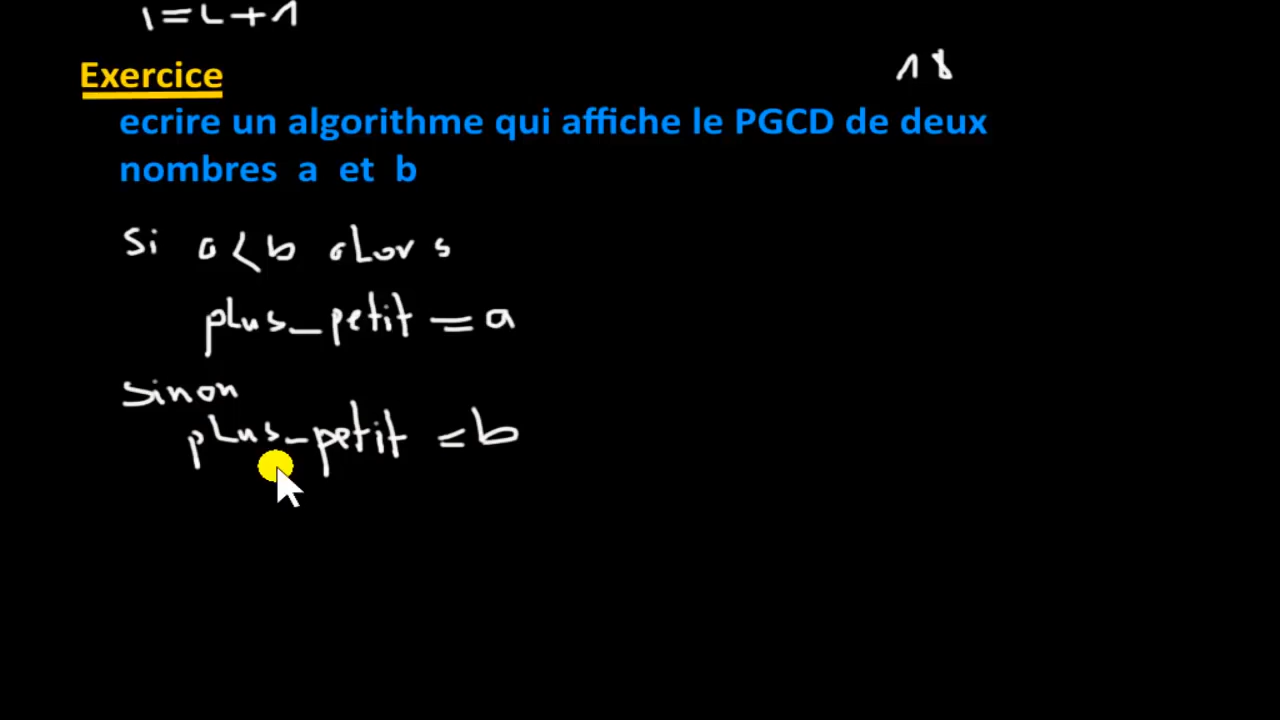 i=i+1
Exercice
18
ecrire un algorithme qui affiche le PGCD de deux
nombres a et b
Si a<b alors
plus_petit = a
Sinon
plus_petit = b